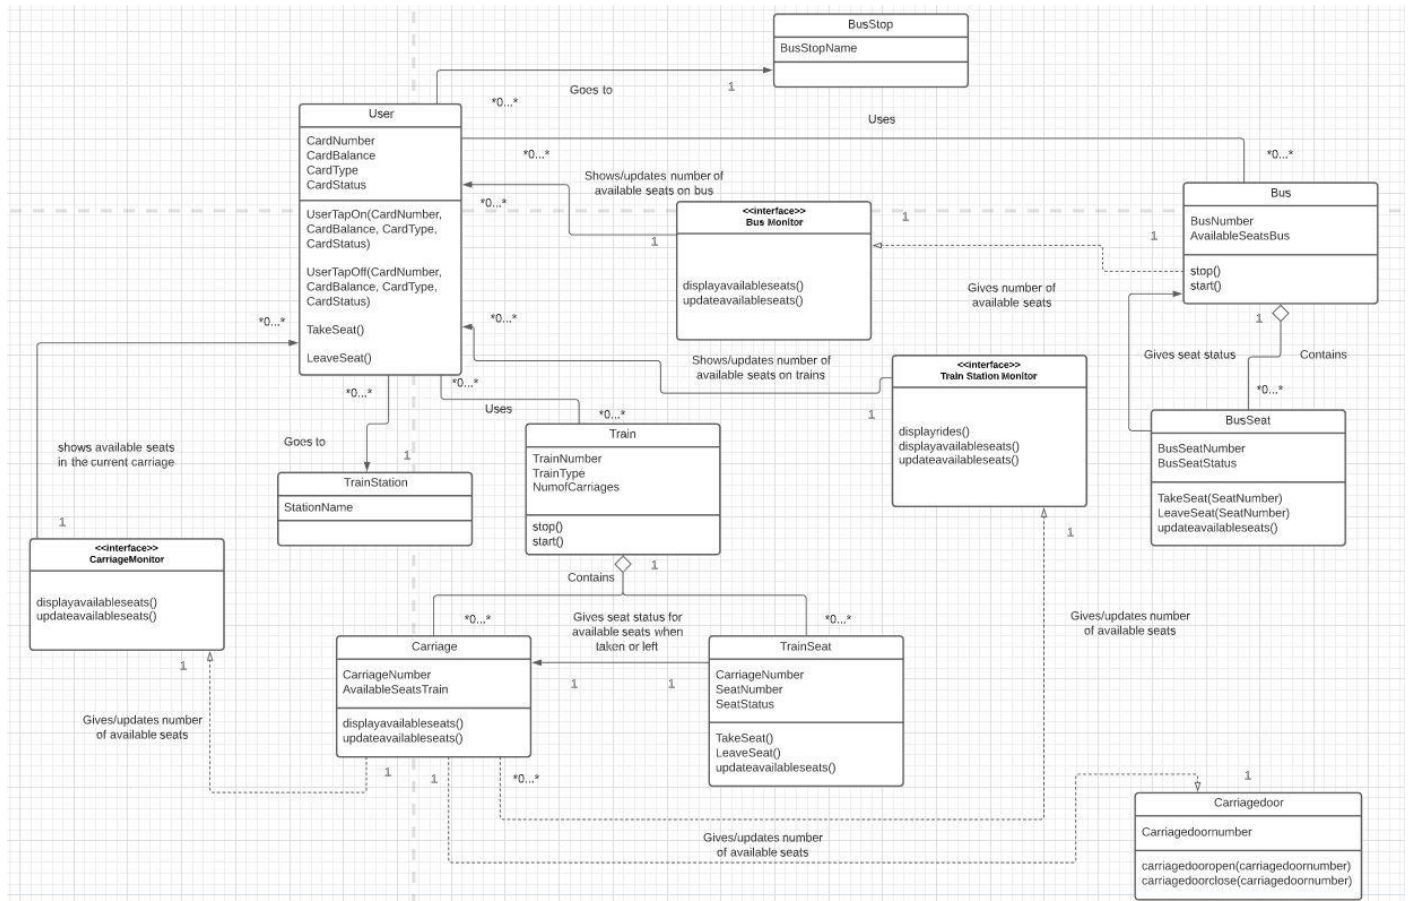 BusStop
BusStopName
Goes to
1
*0...*
User
CardNumber
CardBalance
CardType
CardStatus
UserTapOn(CardNumber,
CardBalance, CardType,
CardStatus)
UserTapOff(CardNumber,
CardBalance, CardType,
CardStatus)
TakeSeat()
LeaveSeat()
Uses
*0...*
*0...*
Shows/updates number of
available seats on bus
*0...*
1
<<interface>>
Bus Monitor
displayavailableseats()
updateavailableseats()
1
1
Gives number of
available seats
Bus
BusNumber
AvailableSeatsBus
stop()
start()
1
Gives seat status
Contains
*0...*
BusSeat
BusSeatNumber
BusSeatStatus
TakeSeat(SeatNumber)
LeaveSeat(SeatNumber)
updateavailableseats()
*0...*
*0...*
Shows/updates number of
available seats on trains
1
<<interface>>
Train Station Monitor
displayrides()
displayavailableseats()
updateavailableseats()
1
*0...*
*0...*
Uses
*0...*
Goes to
1
TrainStation
StationName
Train
TrainNumber
TrainType
NumofCarriages
stop()
start()
shows available seats
in the current carriage
1
<<interface>>
CarriageMonitor
displayavailableseats()
updateavailableseats()
1
Contains
1
*0...*
Gives seat status for
available seats when
taken or left
*0...*
Gives/updates number
of available seats
Carriage
CarriageNumber
AvailableSeatsTrain
displayavailableseats()
updateavailableseats()
1
1
TrainSeat
CarriageNumber
SeatNumber
SeatStatus
TakeSeat()
LeaveSeat()
updateavailableseats()
Gives/updates number
of available seats
1
1
*0...*
Gives/updates number
of available seats
1
Carriagedoor
Carriagedoornumber
carriagedooropen(carriagedoornumber)
carriagedoorclose(carriagedoornumber)